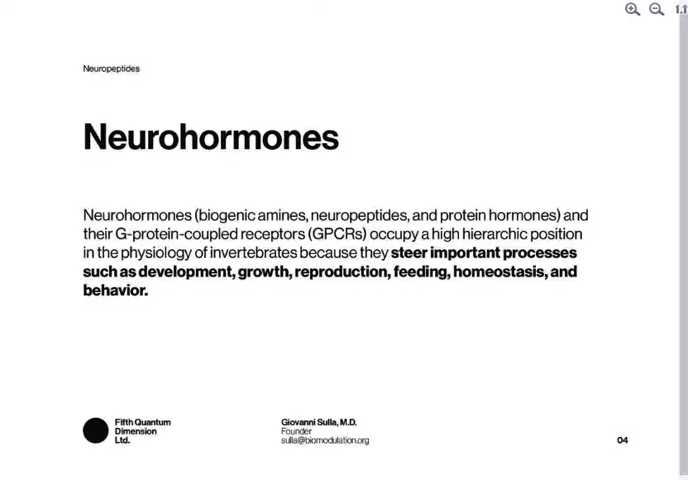 1.1
Neuropeptides
Neurohormones
Neurohormones (biogenic amines, neuropeptides, and protein hormones) and
their G-protein-coupled receptors (GPCRs) occupy a high hierarchic position
in the physiology of invertebrates because they steer important processes
such as development, growth, reproduction, feeding, homeostasis, and
behavior.
Fifth Quantum
Dimension
Ltd.
Giovanni Sulla, M.D.
Founder
sulla@biomodulation.org
04